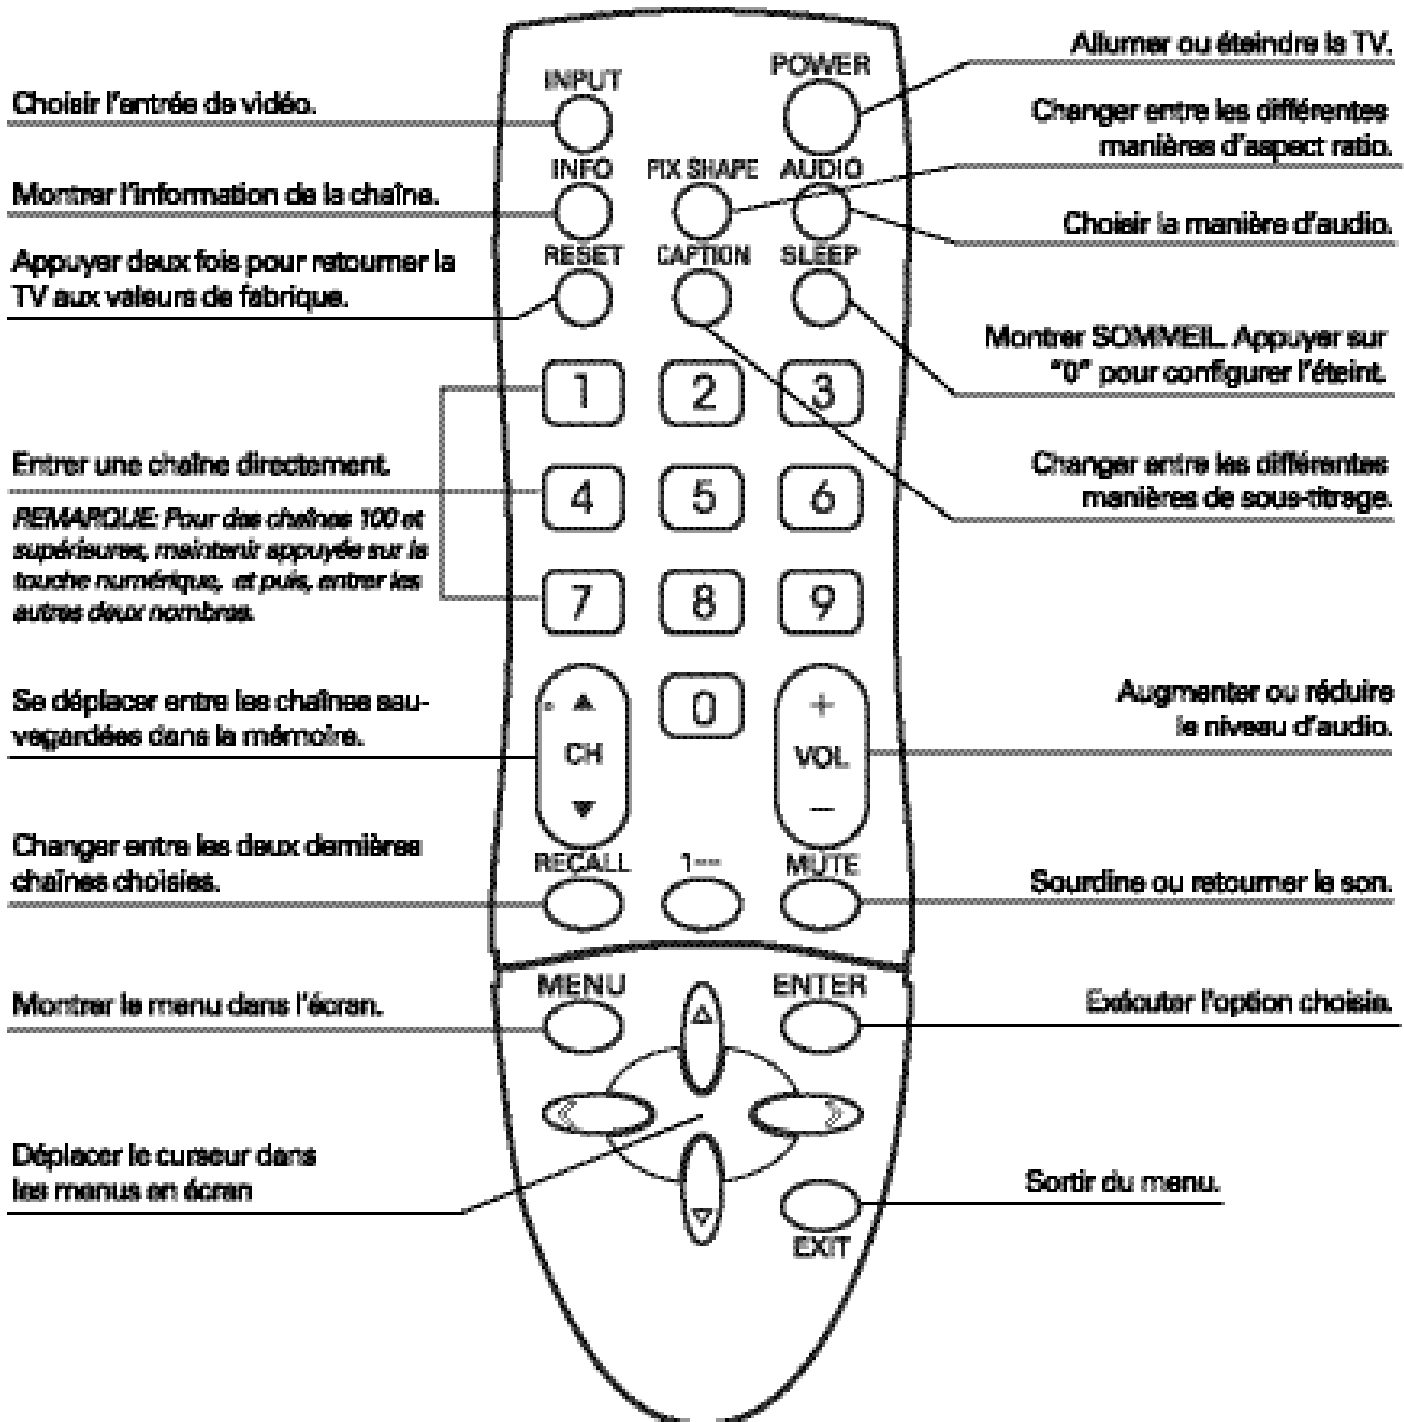 Allumer ou éteindre la TV.
POWER
INPUT
Choisir l'entrée de vidéo.
Changer entre les différentes
manières d'aspect ratio.
INFO
PIX SHAPE
AUDIO
Montrer l'information de la chaîne.
Choisir la manière d'audio.
RESET
CAPTION
SLEEP
Appuyer deux fois pour retourner la
TV aux valeurs de fabrique.
Montrer SOMMEIL. Appuyer sur
"0" pour configurer l'éteint.
1
2
3
Entrer une chaîne directement.
REMARQUE: Pour des chaînes 100 et
supérieures, maintenir appuyée sur la
touche numérique, et puis, entrer les
autres deux nombres.
Changer entre les différentes
manières de sous-titrage.
4
5
6
7
8
9
Se déplacer entre les chaînes sau-
vegardées dans la mémoire.
▲
CH
▼
0
+
VOL
–
Augmenter ou réduire
le niveau d'audio.
Changer entre les deux dernières
chaînes choisies.
RECALL
1---
MUTE
Sourdine ou retourner le son.
MENU
ENTER
Montrer le menu dans l'écran.
Exécuter l'option choisie.
Déplacer le curseur dans
les menus en écran
Sortir du menu.
EXIT